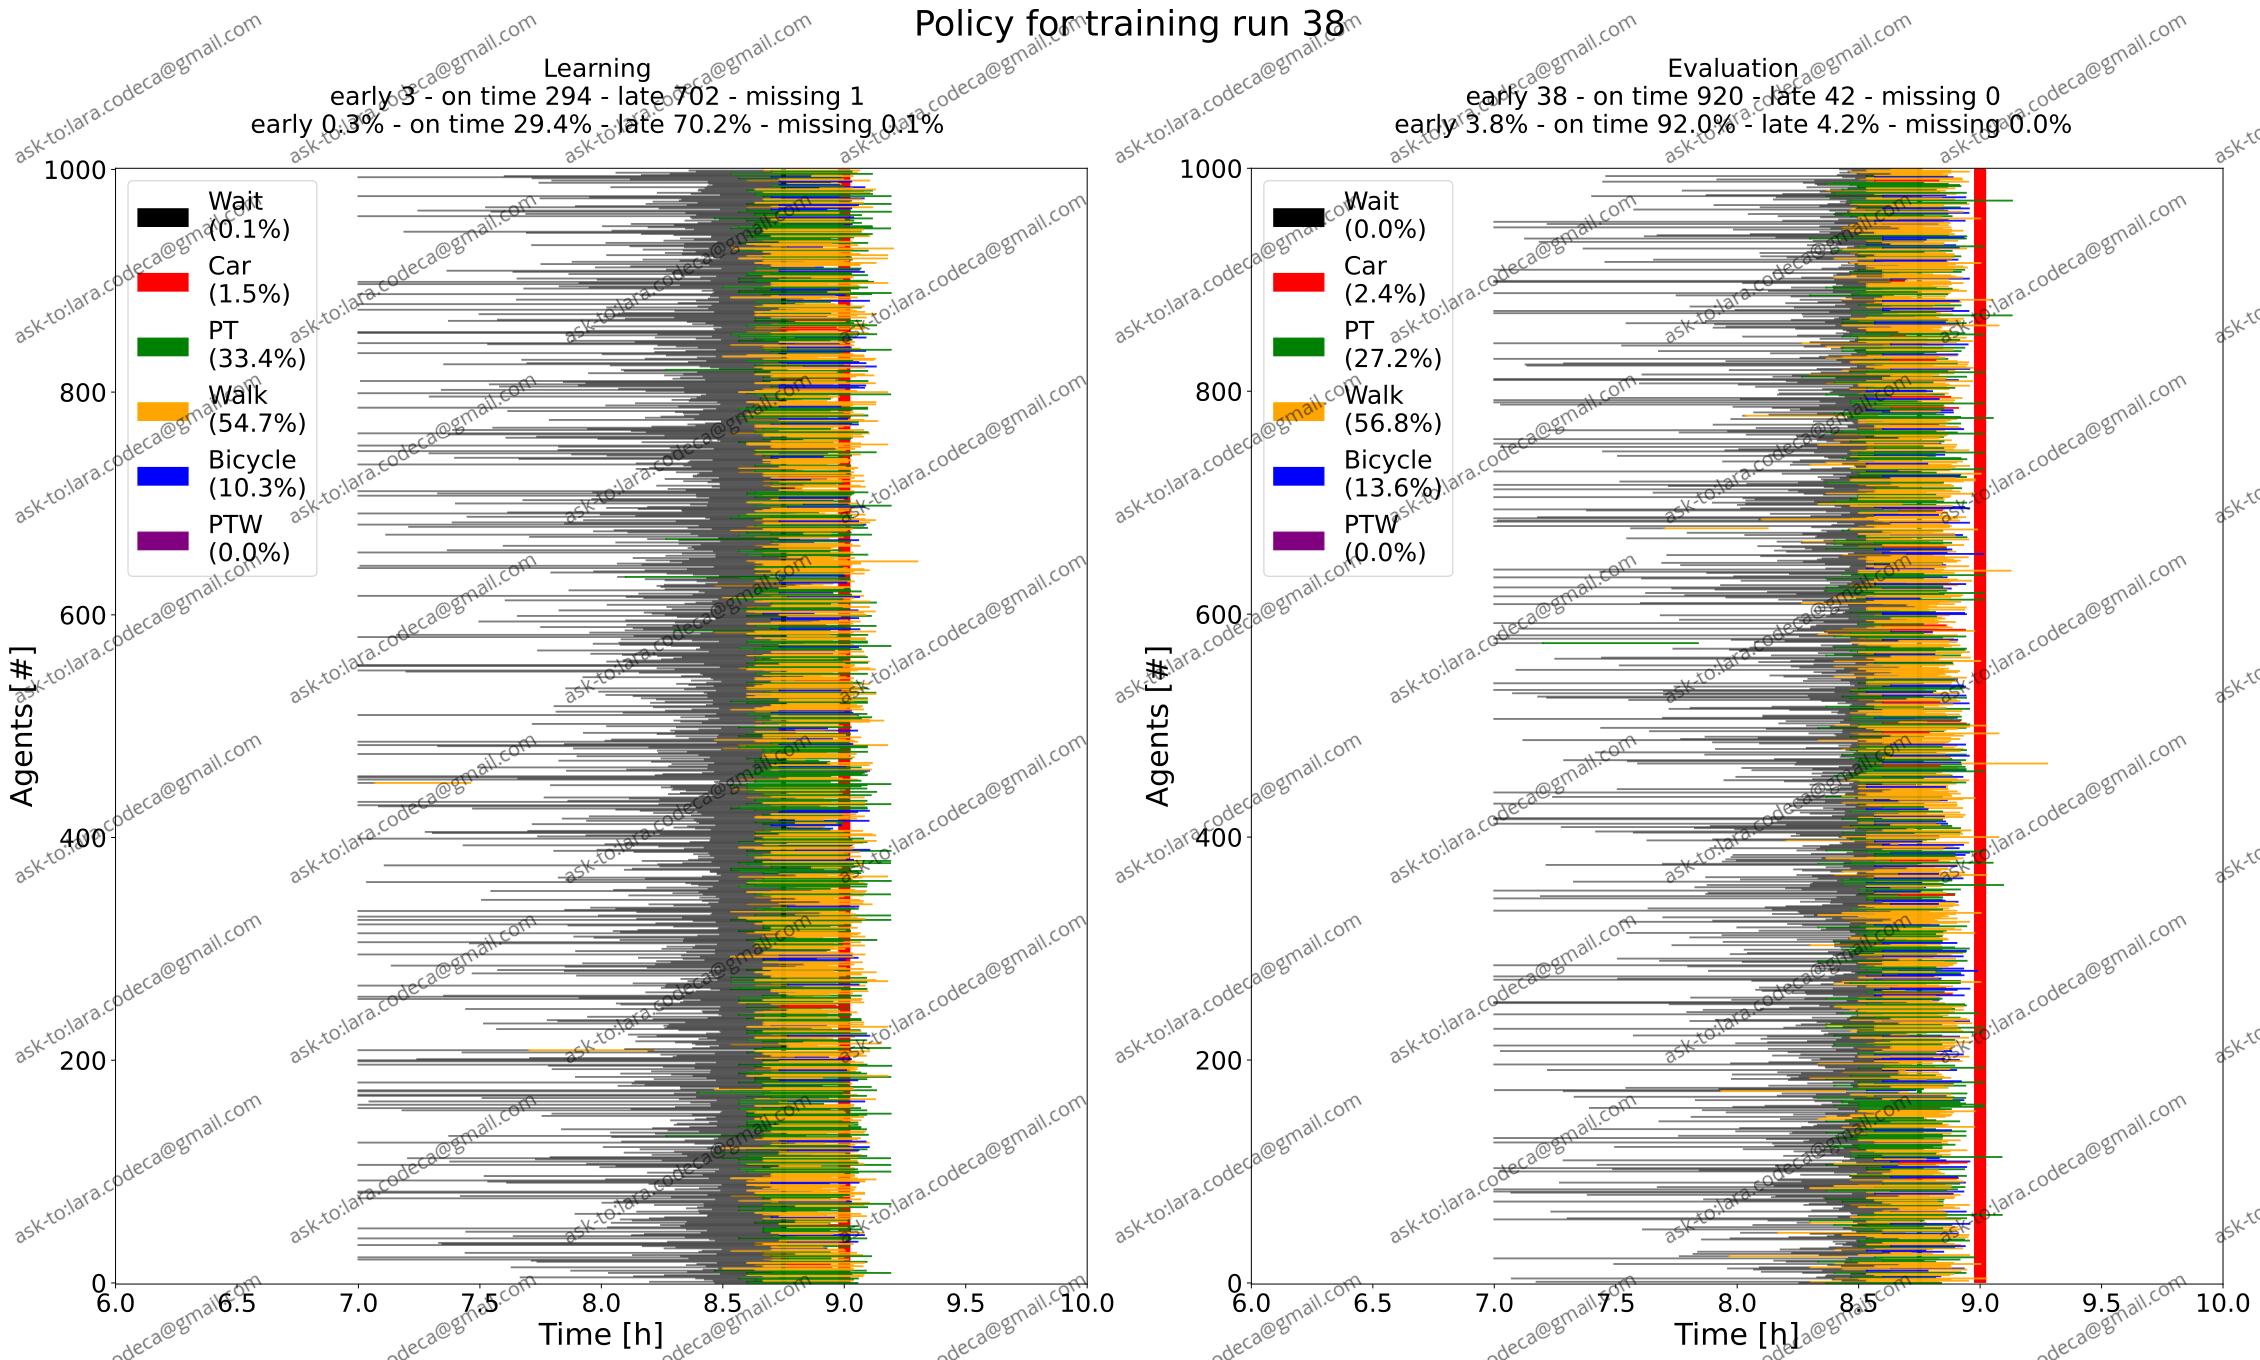 Policy for training run 38
Learning
early 3 - on time 294 - late 702 - missing 1
early 0.3% - on time 29.4% - late 70.2% - missing 0.1%
Wait
(0.1%)
Car
(1.5%)
PT
(33.4%)
Walk
(54.7%)
Bicycle
(10.3%)
PTW
(0.0%)
Agents [#]
1000
800
600
400
200
0
6.0 6.5 7.0 7.5 8.0 8.5 9.0 9.5 10.0
Time [h]
Evaluation
early 38 - on time 920 - late 42 - missing 0
early 3.8% - on time 92.0% - late 4.2% - missing 0.0%
Wait
(0.0%)
Car
(2.4%)
PT
(27.2%)
Walk
(56.8%)
Bicycle
(13.6%)
PTW
(0.0%)
Agents [#]
1000
800
600
400
200
0
6.0 6.5 7.0 7.5 8.0 8.5 9.0 9.5 10.0
Time [h]
ask-to:lara.codeca@gmail.com